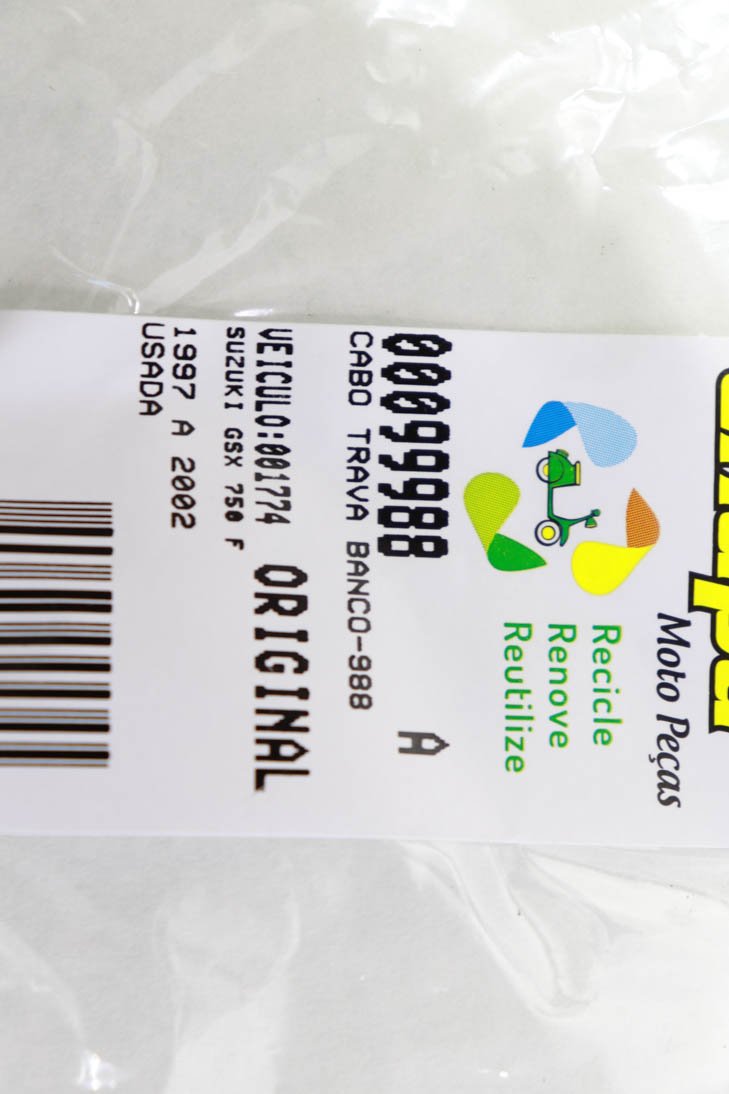 Moto Peças
Recicle
Renove
Reutilize
00099988 A
CABO TRAVA BANCO-988
VEICULO:001774 ORIGINAL
SUZUKI GSX 750 F
1997 A 2002
USADA